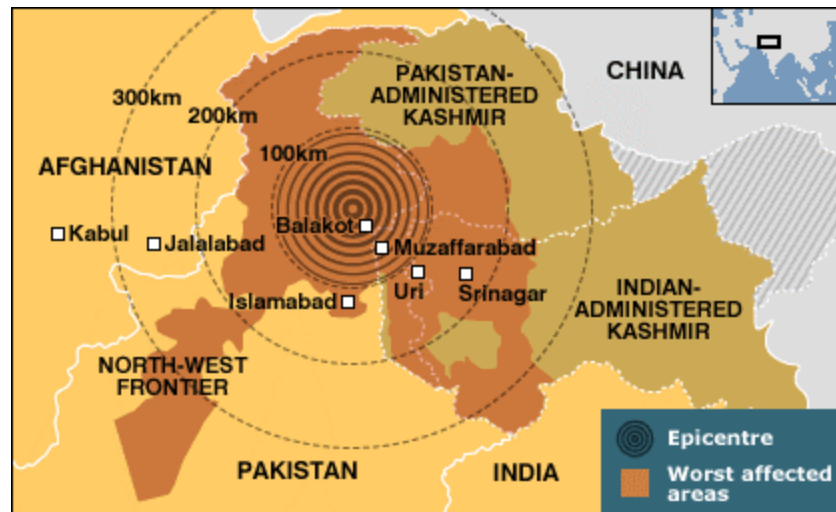 PAKISTAN-
ADMINISTERED
KASHMIR
CHINA
300km
200km
100km
AFGHANISTAN
Kabul
Jalalabad
Balakot
Muzaffarabad
Uri
Srinagar
Islamabad
INDIAN-
ADMINISTERED
KASHMIR
NORTH-WEST
FRONTIER
PAKISTAN
INDIA
Epicentre
Worst affected
areas